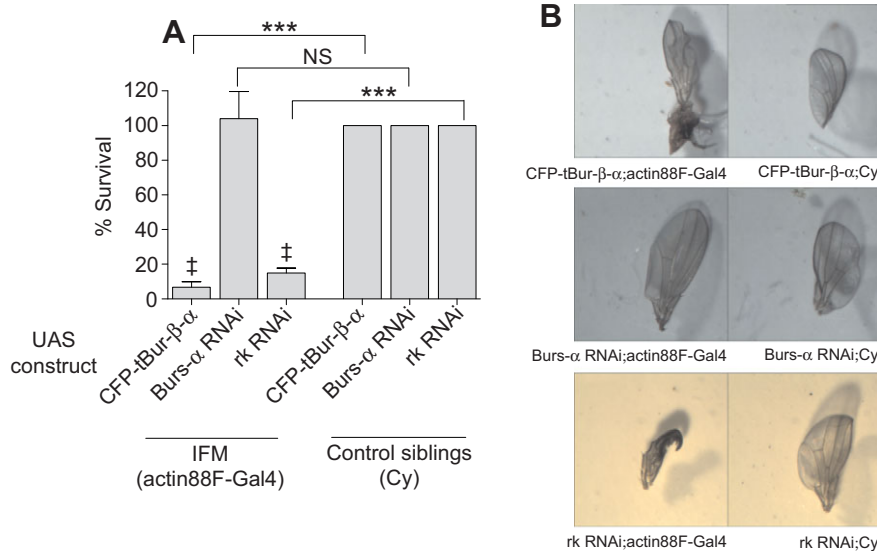 A
***
NS
***
120
100
80
60
40
20
0
% Survival
‡
‡
UAS
construct
CFP-tBur-β-α
Burs-α RNAi
rk RNAi
CFP-tBur-β-α
Burs-α RNAi
rk RNAi
IFM
(actin88F-Gal4)
Control siblings
(Cy)
B
CFP-tBur-β-α;actin88F-Gal4
CFP-tBur-β-α;Cy
Burs-α RNAi;actin88F-Gal4
Burs-α RNAi;Cy
rk RNAi;actin88F-Gal4
rk RNAi;Cy